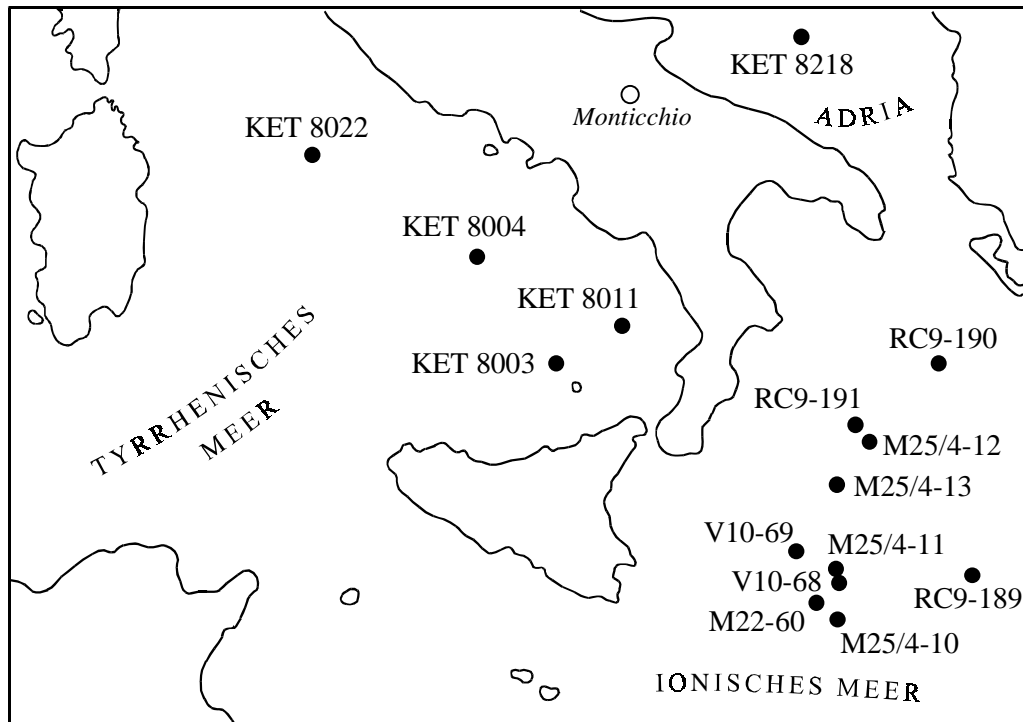 KET 8218
Monticchio
ADRIA
KET 8022
KET 8004
KET 8011
TYRRHENISCHES
MEER
KET 8003
RC9-190
RC9-191
M25/4-12
M25/4-13
V10-69
M25/4-11
V10-68
RC9-189
M22-60
M25/4-10
IONISCHES MEER